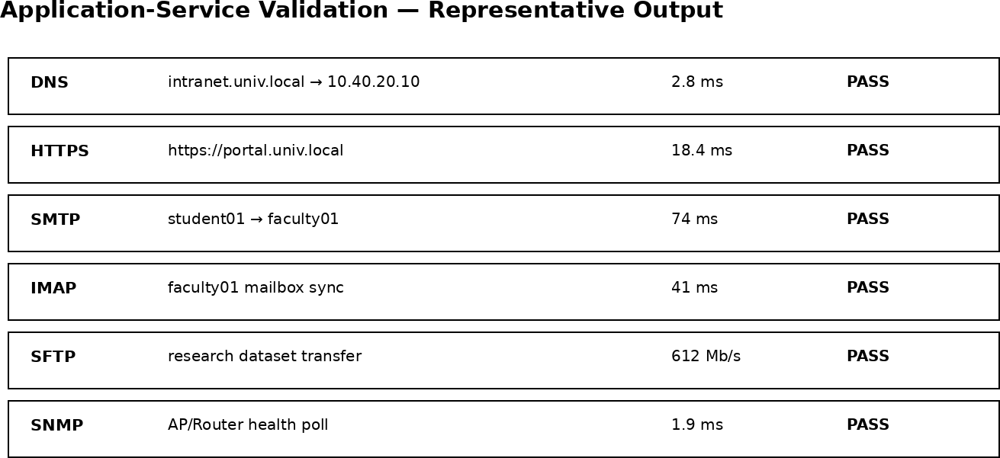 Application-Service Validation — Representative Output
DNS intranet.univ.local → 10.40.20.10 2.8 ms PASS
HTTPS https://portal.univ.local 18.4 ms PASS
SMTP student01 → faculty01 74 ms PASS
IMAP faculty01 mailbox sync 41 ms PASS
SFTP research dataset transfer 612 Mb/s PASS
SNMP AP/Router health poll 1.9 ms PASS